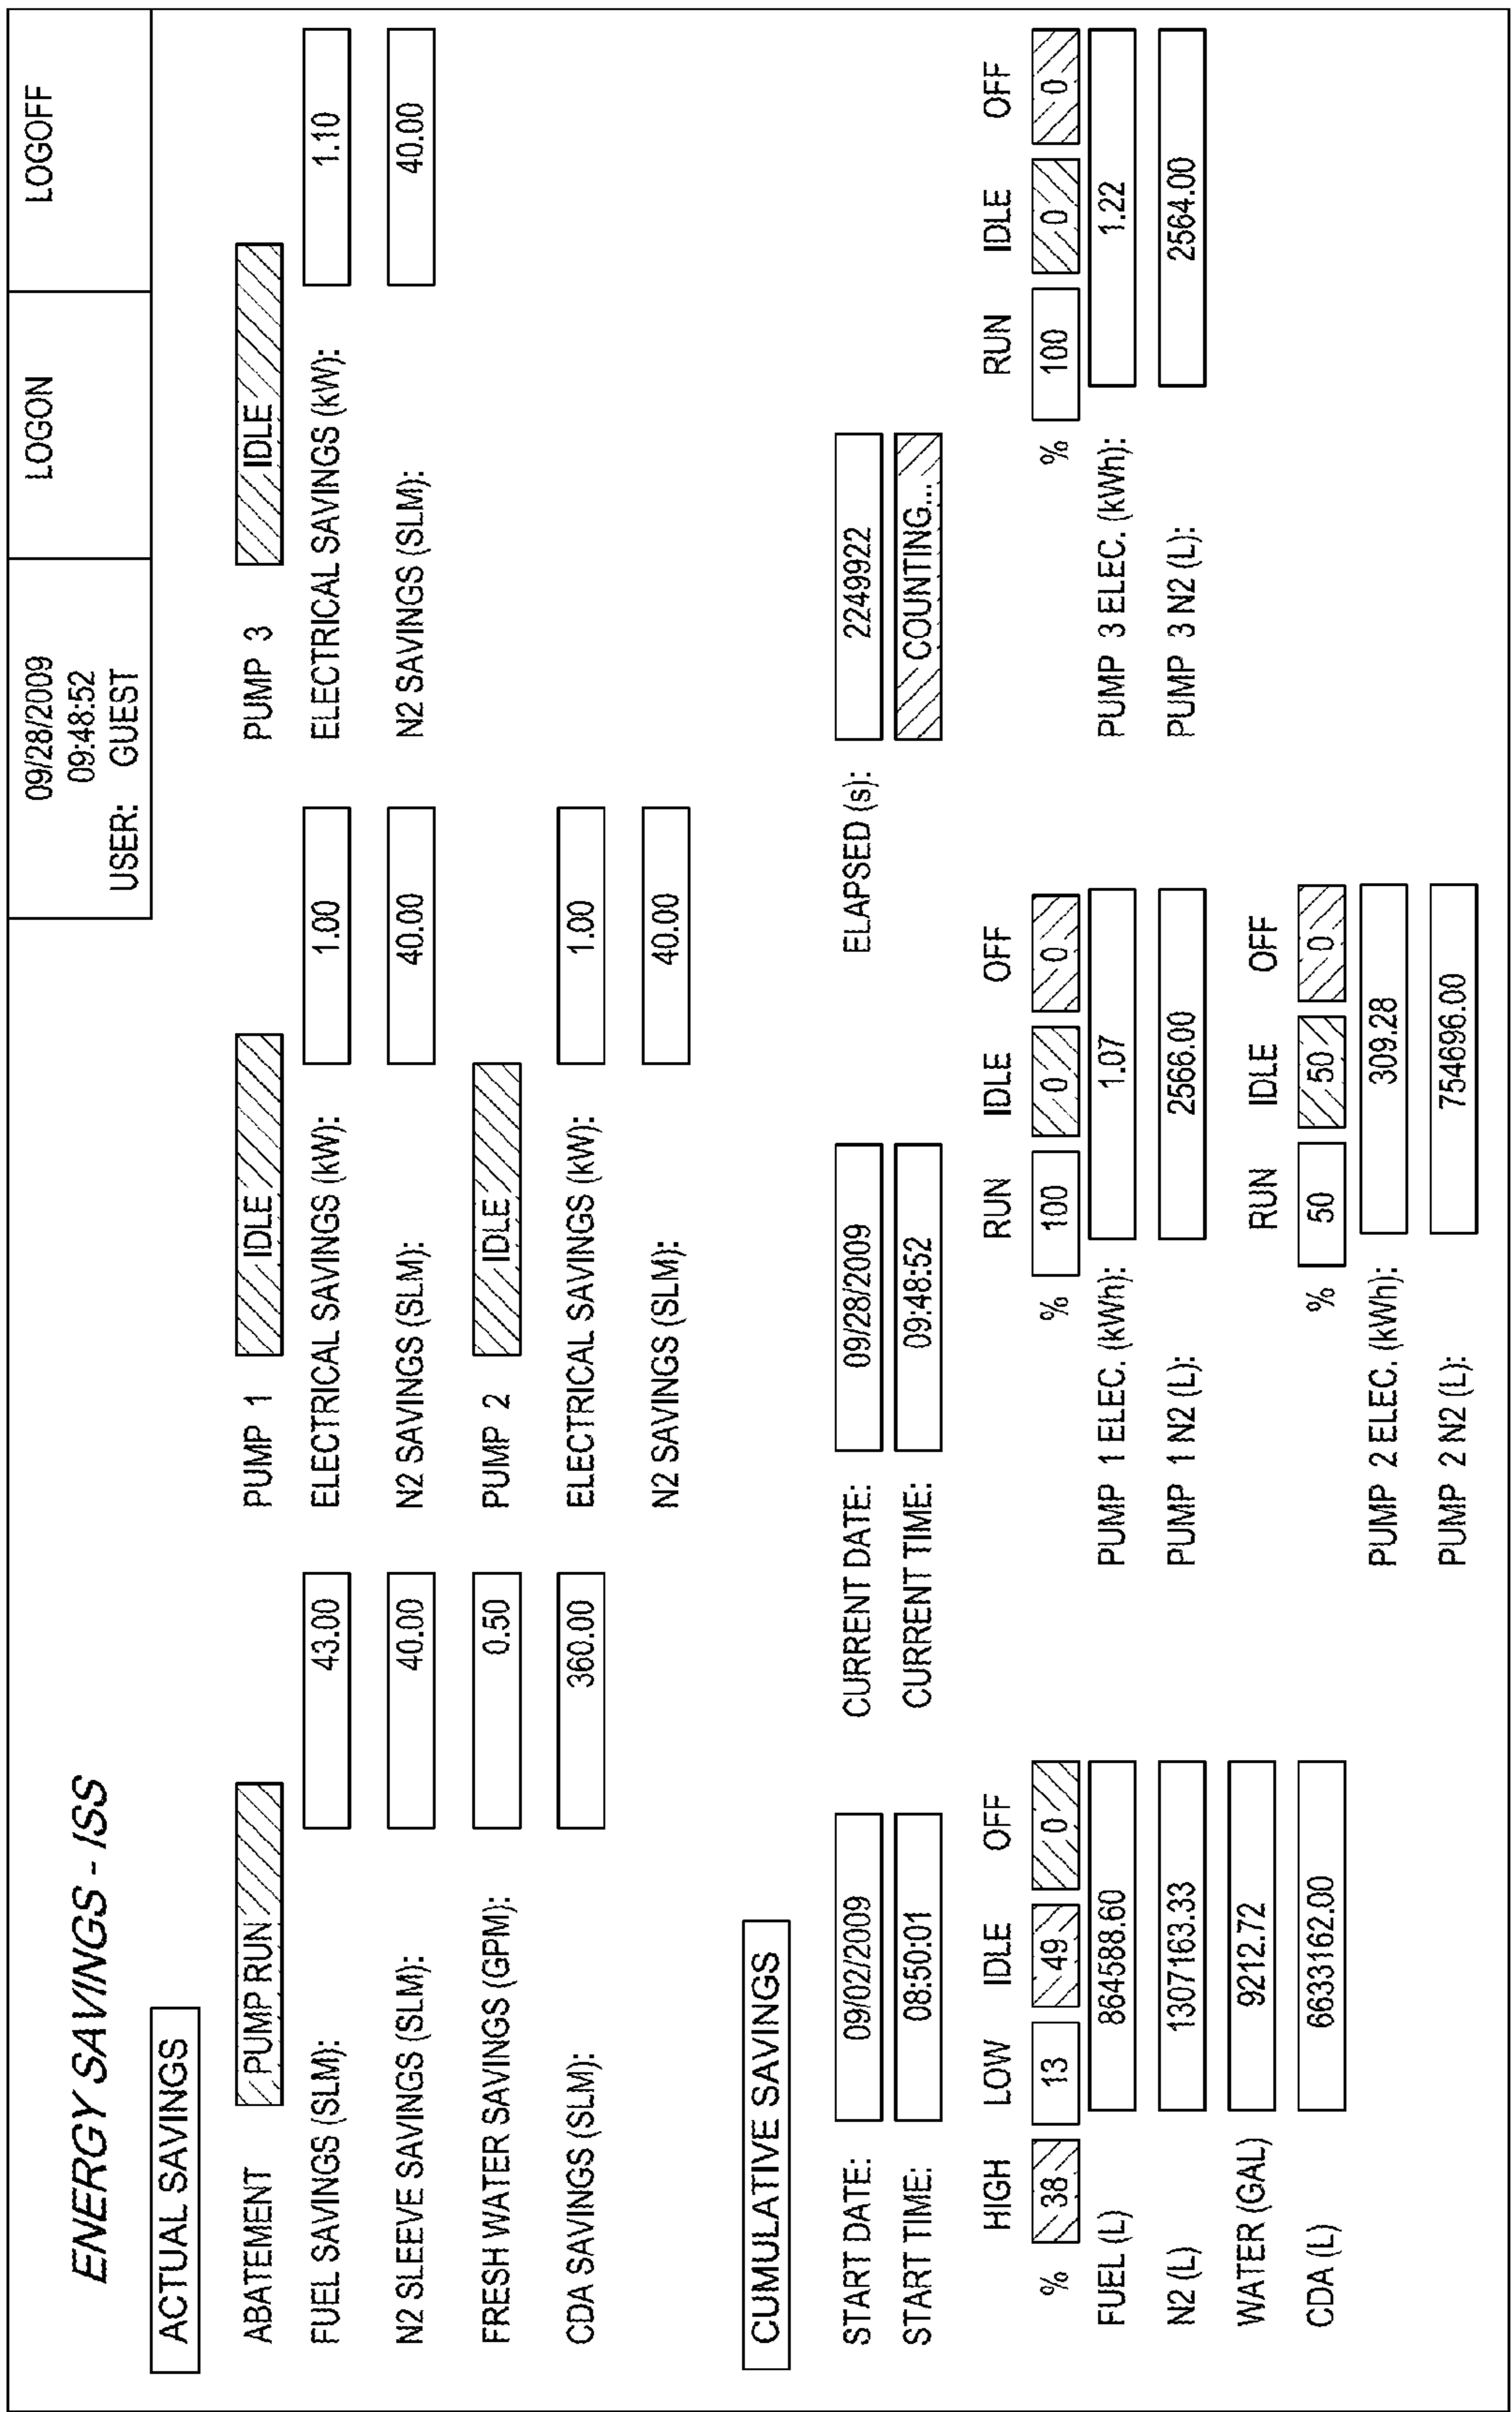 09/28/2009
09:48:52
USER: GUEST
LOGON
LOGOFF
ENERGY SAVINGS - ISS
ACTUAL SAVINGS
ABATEMENT PUMP RUN
FUEL SAVINGS (SLM): 43.00
N2 SLEEVE SAVINGS (SLM): 40.00
FRESH WATER SAVINGS (GPM): 0.50
CDA SAVINGS (SLM): 360.00
PUMP 1 IDLE
ELECTRICAL SAVINGS (kW): 1.00
N2 SAVINGS (SLM): 40.00
PUMP 2 IDLE
ELECTRICAL SAVINGS (kW): 1.00
N2 SAVINGS (SLM): 40.00
PUMP 3 IDLE
ELECTRICAL SAVINGS (kW): 1.10
N2 SAVINGS (SLM): 40.00
CUMULATIVE SAVINGS
START DATE: 09/02/2009
START TIME: 08:50:01
CURRENT DATE: 09/28/2009
CURRENT TIME: 09:48:52
ELAPSED (s): 2249922
COUNTING...
HIGH LOW IDLE OFF
% 38 13 49 0
FUEL (L) 864588.60
N2 (L) 1307163.33
WATER (GAL) 9212.72
CDA (L) 6633162.00
RUN IDLE OFF
% 100 0 0
PUMP 1 ELEC. (kWh): 1.07
PUMP 1 N2 (L): 2566.00
RUN IDLE OFF
% 50 50 0
PUMP 2 ELEC. (kWh): 309.28
PUMP 2 N2 (L): 754696.00
RUN IDLE OFF
% 100 0 0
PUMP 3 ELEC. (kWh): 1.22
PUMP 3 N2 (L): 2564.00